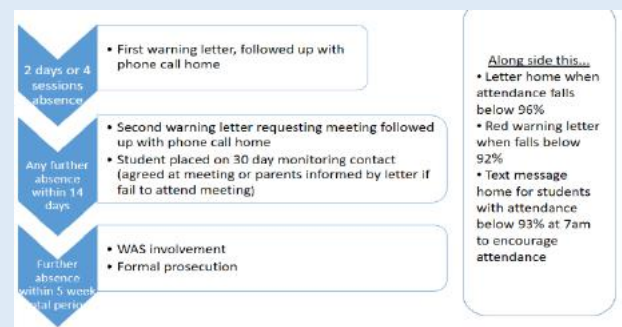 2 days or 4
sessions
absence
• First warning letter, followed up with
phone call home
Any further
absence
within 14
days
• Second warning letter requesting meeting followed
up with phone call home
• Student placed on 30 day monitoring contact
(agreed at meeting or parents informed by letter if
fail to attend meeting)
Further
absence
within 5 week
total period
• WAS involvement
• Formal prosecution
Along side this...
• Letter home when
attendance falls
below 96%
• Red warning letter
when falls below
92%
• Text message
home for students
with attendance
below 93% at 7am
to encourage
attendance